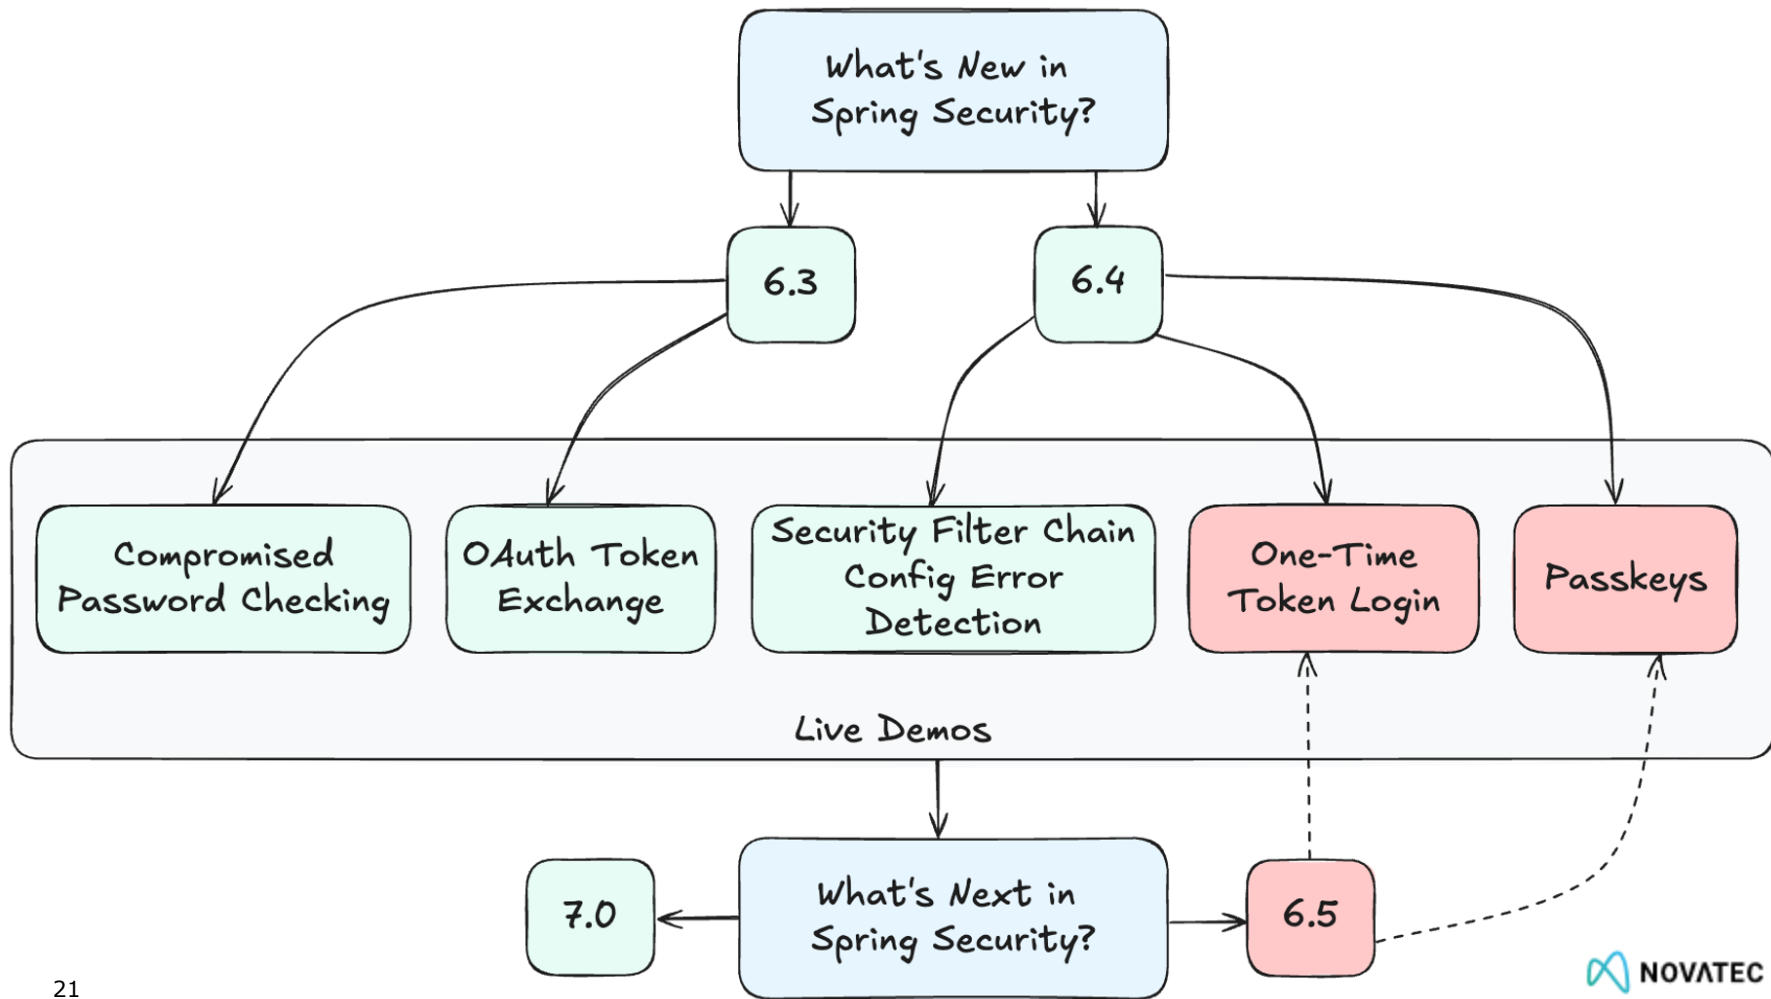 What's New in
Spring Security?
6.3
6.4
Compromised
Password Checking
OAuth Token
Exchange
Security Filter Chain
Config Error
Detection
One-Time
Token Login
Passkeys
Live Demos
7.0
What's Next in
Spring Security?
6.5
21
NOVATEC